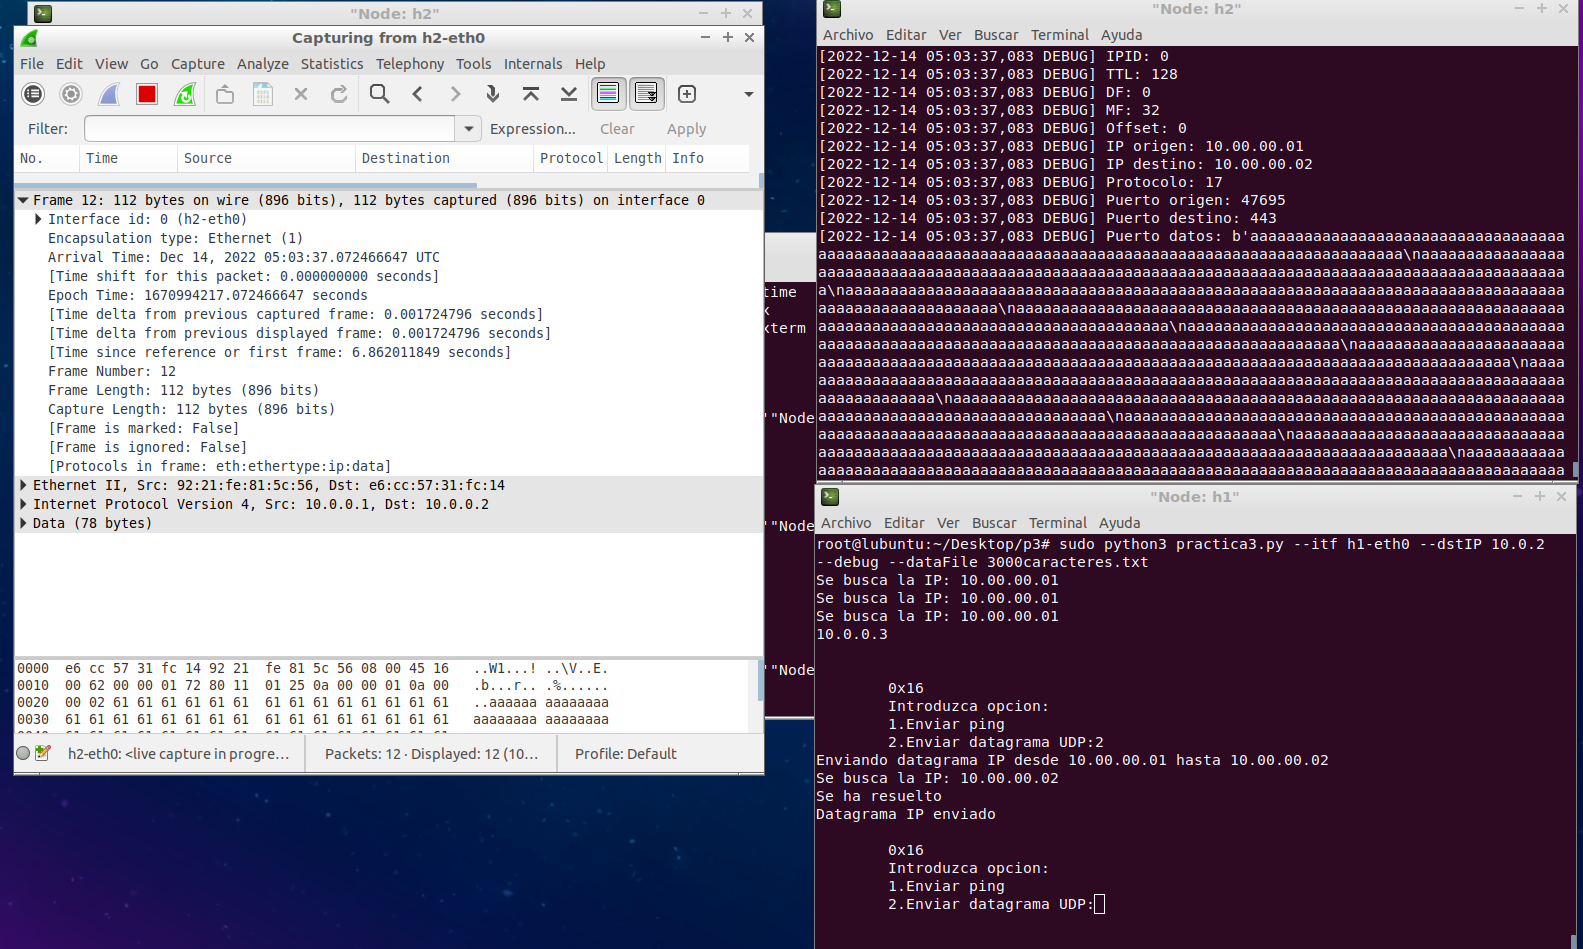 "Node: h2"
Capturing from h2-eth0
File Edit View Go Capture Analyze Statistics Telephony Tools Internals Help
Filter: Expression... Clear Apply
No. Time Source Destination Protocol Length Info
Frame 12: 112 bytes on wire (896 bits), 112 bytes captured (896 bits) on interface 0
Interface id: 0 (h2-eth0)
Encapsulation type: Ethernet (1)
Arrival Time: Dec 14, 2022 05:03:37.072466647 UTC
[Time shift for this packet: 0.000000000 seconds]
Epoch Time: 1670994217.072466647 seconds
[Time delta from previous captured frame: 0.001724796 seconds]
[Time delta from previous displayed frame: 0.001724796 seconds]
[Time since reference or first frame: 6.862011849 seconds]
Frame Number: 12
Frame Length: 112 bytes (896 bits)
Capture Length: 112 bytes (896 bits)
[Frame is marked: False]
[Frame is ignored: False]
[Protocols in frame: eth:ethertype:ip:data]
Ethernet II, Src: 92:21:fe:81:5c:56, Dst: e6:cc:57:31:fc:14
Internet Protocol Version 4, Src: 10.0.0.1, Dst: 10.0.0.2
Data (78 bytes)
0000 e6 cc 57 31 fc 14 92 21 fe 81 5c 56 08 00 45 16 ..W1...! ..\V..E.
0010 00 62 00 00 01 72 80 11 01 25 0a 00 00 01 0a 00 .b...r.. .%......
0020 00 02 61 61 61 61 61 61 61 61 61 61 61 61 61 61 ..aaaaaa aaaaaaaa
0030 61 61 61 61 61 61 61 61 61 61 61 61 61 61 61 61 aaaaaaaa aaaaaaaa
h2-eth0: <live capture in progre... Packets: 12 · Displayed: 12 (10... Profile: Default
time
xterm
'"Node
'"Node
'"Node
"Node: h2"
Archivo Editar Ver Buscar Terminal Ayuda
[2022-12-14 05:03:37,083 DEBUG] IPID: 0
[2022-12-14 05:03:37,083 DEBUG] TTL: 128
[2022-12-14 05:03:37,083 DEBUG] DF: 0
[2022-12-14 05:03:37,083 DEBUG] MF: 32
[2022-12-14 05:03:37,083 DEBUG] Offset: 0
[2022-12-14 05:03:37,083 DEBUG] IP origen: 10.00.00.01
[2022-12-14 05:03:37,083 DEBUG] IP destino: 10.00.00.02
[2022-12-14 05:03:37,083 DEBUG] Protocolo: 17
[2022-12-14 05:03:37,083 DEBUG] Puerto origen: 47695
[2022-12-14 05:03:37,083 DEBUG] Puerto destino: 443
[2022-12-14 05:03:37,083 DEBUG] Puerto datos: b'aaaaaaaaaaaaaaaaaaaaaaaaaaaaaaaaaaa
"Node: h1"
Archivo Editar Ver Buscar Terminal Ayuda
root@lubuntu:~/Desktop/p3# sudo python3 practica3.py --itf h1-eth0 --dstIP 10.0.2
--debug --dataFile 3000caracteres.txt
Se busca la IP: 10.00.00.01
Se busca la IP: 10.00.00.01
Se busca la IP: 10.00.00.01
10.0.0.3
0x16
Introduzca opcion:
1.Enviar ping
2.Enviar datagrama UDP:2
Enviando datagrama IP desde 10.00.00.01 hasta 10.00.00.02
Se busca la IP: 10.00.00.02
Se ha resuelto
Datagrama IP enviado
0x16
Introduzca opcion:
1.Enviar ping
2.Enviar datagrama UDP: